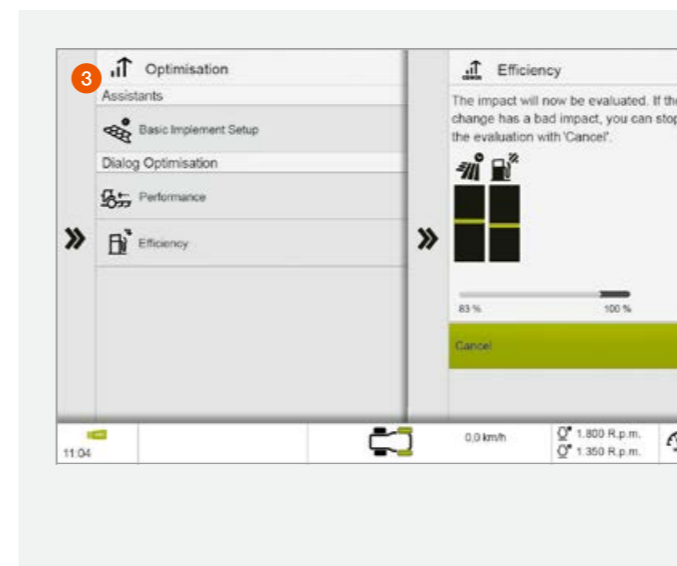 3
Optimisation
Assistants
Basic Implement Setup
Dialog Optimisation
Performance
Efficiency
Efficiency
The impact will now be evaluated. If the
change has a bad impact, you can stop
the evaluation with 'Cancel'.
83 %
100 %
Cancel
11:04
0,0 km/h
1.800 R.p.m.
1.350 R.p.m.